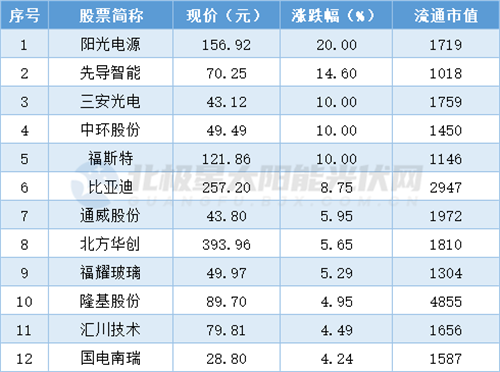 序号 股票简称 现价（元） 涨跌幅（%） 流通市值
1 阳光电源 156.92 20.00 1719
2 先导智能 70.25 14.60 1018
3 三安光电 43.12 10.00 1759
4 中环股份 49.49 10.00 1450
5 福斯特 121.86 10.00 1146
6 比亚迪 257.20 8.75 2947
7 通威股份 43.80 5.95 1972
8 北方华创 393.96 5.65 1810
9 福耀玻璃 49.97 5.29 1304
10 隆基股份 89.70 4.95 4855
11 汇川技术 79.81 4.49 1656
12 国电南瑞 28.80 4.24 1587
北极星太阳能光伏网
GUANGFU.BJX.COM.CN